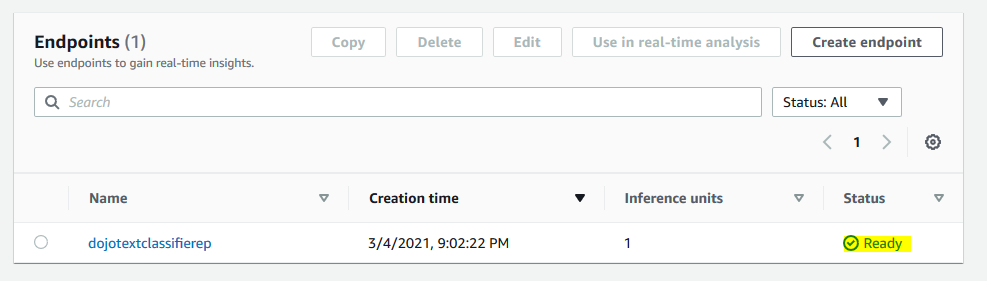 Endpoints (1)
Copy
Delete
Edit
Use in real-time analysis
Create endpoint
Use endpoints to gain real-time insights.
Search
Status: All
1
Name
Creation time
Inference units
Status
dojotextclassifierep
3/4/2021, 9:02:22 PM
1
Ready